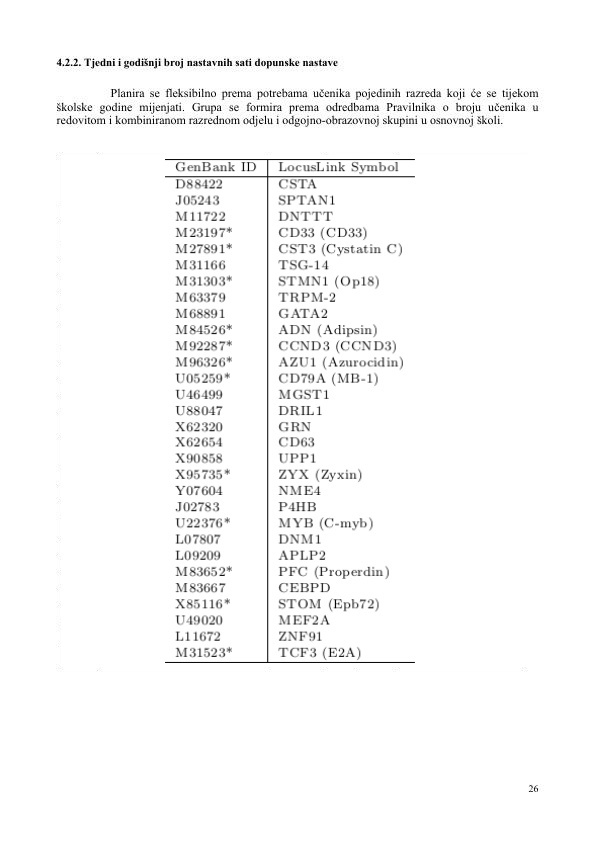 4.2.2. Tjedni i godišnji broj nastavnih sati dopunske nastave
Planira se fleksibilno prema potrebama učenika pojedinih razreda koji će se tijekom
školske godine mijenjati. Grupa se formira prema odredbama Pravilnika o broju učenika u
redovitom i kombiniranom razrednom odjelu i odgojno-obrazovnoj skupini u osnovnoj školi.
GenBank ID LocusLink Symbol
D88422 CSTA
J05243 SPTAN1
M11722 DNTTT
M23197* CD33 (CD33)
M27891* CST3 (Cystatin C)
M31166 TSG-14
M31303* STMN1 (Op18)
M63379 TRPM-2
M68891 GATA2
M84526* ADN (Adipsin)
M92287* CCND3 (CCND3)
M96326* AZU1 (Azurocidin)
U05259* CD79A (MB-1)
U46499 MGST1
U88047 DRIL1
X62320 GRN
X62654 CD63
X90858 UPP1
X95735* ZYX (Zyxin)
Y07604 NME4
J02783 P4HB
U22376* MYB (C-myb)
L07807 DNM1
L09209 APLP2
M83652* PFC (Properdin)
M83667 CEBPD
X85116* STOM (Epb72)
U49020 MEF2A
L11672 ZNF91
M31523* TCF3 (E2A)
26